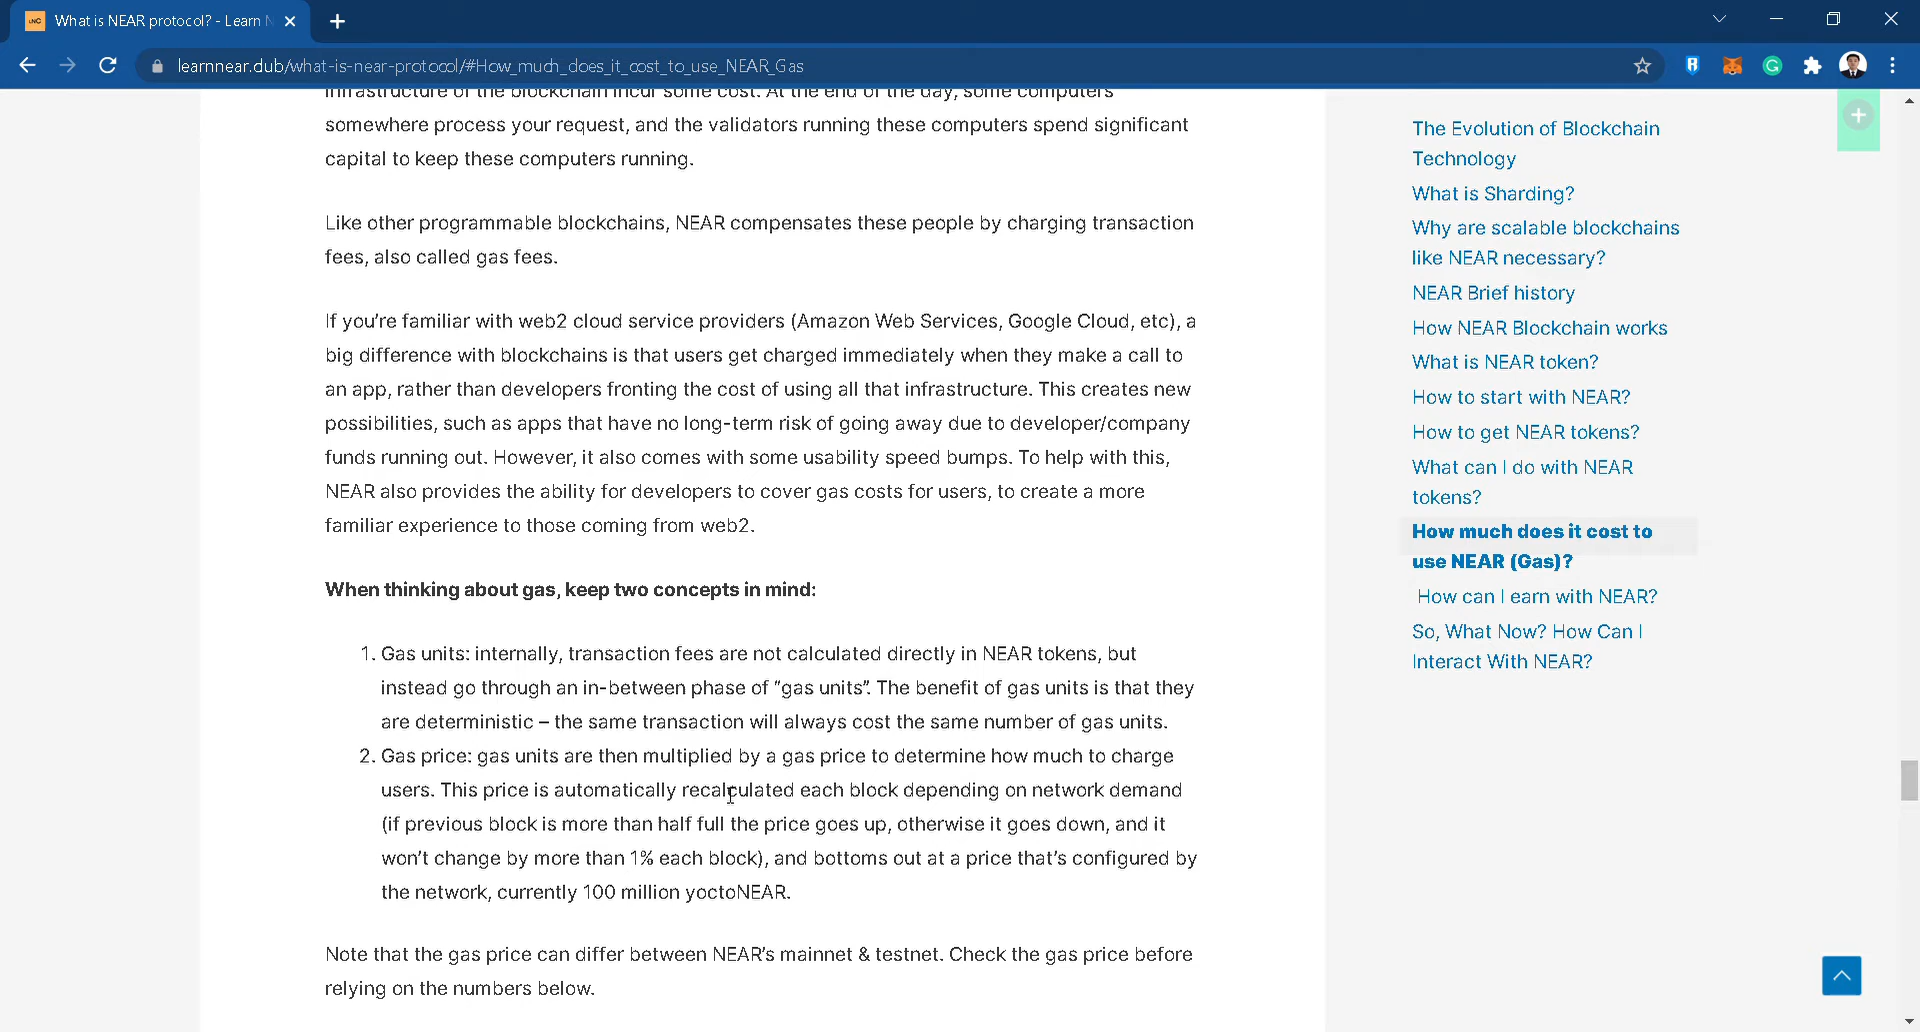 What is NEAR protocol? - Learn N
learnnear.club/what-is-near-protocol/#How_much_does_it_cost_to_use_NEAR_Gas
infrastructure of the blockchain incur some cost. At the end of the day, some computers
somewhere process your request, and the validators running these computers spend significant
capital to keep these computers running.
Like other programmable blockchains, NEAR compensates these people by charging transaction
fees, also called gas fees.
If you’re familiar with web2 cloud service providers (Amazon Web Services, Google Cloud, etc), a
big difference with blockchains is that users get charged immediately when they make a call to
an app, rather than developers fronting the cost of using all that infrastructure. This creates new
possibilities, such as apps that have no long-term risk of going away due to developer/company
funds running out. However, it also comes with some usability speed bumps. To help with this,
NEAR also provides the ability for developers to cover gas costs for users, to create a more
familiar experience to those coming from web2.
When thinking about gas, keep two concepts in mind:
1. Gas units: internally, transaction fees are not calculated directly in NEAR tokens, but
instead go through an in-between phase of “gas units”. The benefit of gas units is that they
are deterministic – the same transaction will always cost the same number of gas units.
2. Gas price: gas units are then multiplied by a gas price to determine how much to charge
users. This price is automatically recalculated each block depending on network demand
(if previous block is more than half full the price goes up, otherwise it goes down, and it
won’t change by more than 1% each block), and bottoms out at a price that’s configured by
the network, currently 100 million yoctoNEAR.
Note that the gas price can differ between NEAR’s mainnet & testnet. Check the gas price before
relying on the numbers below.
The Evolution of Blockchain
Technology
What is Sharding?
Why are scalable blockchains
like NEAR necessary?
NEAR Brief history
How NEAR Blockchain works
What is NEAR token?
How to start with NEAR?
How to get NEAR tokens?
What can I do with NEAR
tokens?
How much does it cost to
use NEAR (Gas)?
How can I earn with NEAR?
So, What Now? How Can I
Interact With NEAR?